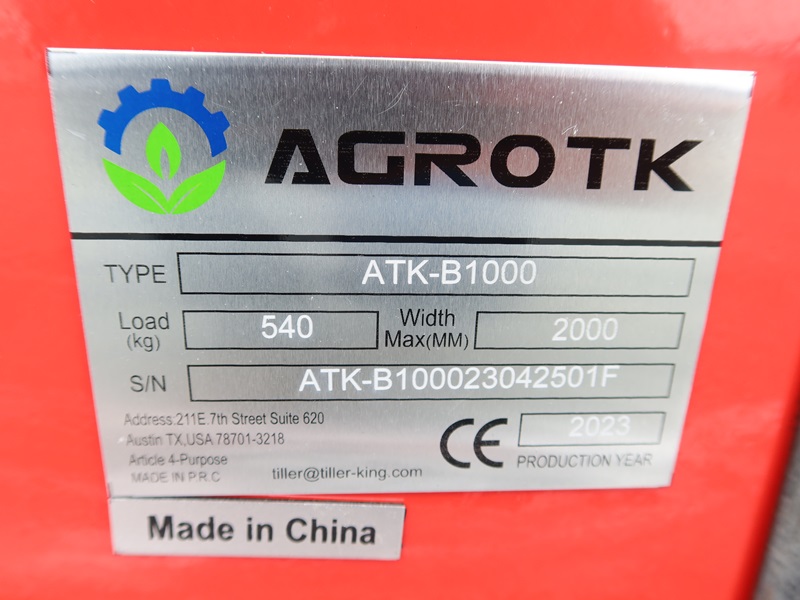 AGROTK
TYPE ATK-B1000
Load (kg) 540 Width Max(MM) 2000
S/N ATK-B100023042501F
Address:211E.7th Street Suite 620
Austin TX,USA 78701-3218
Article 4-Purpose
MADE IN P.R.C
tiller@tiller-king.com
CE
2023
PRODUCTION YEAR
Made in China